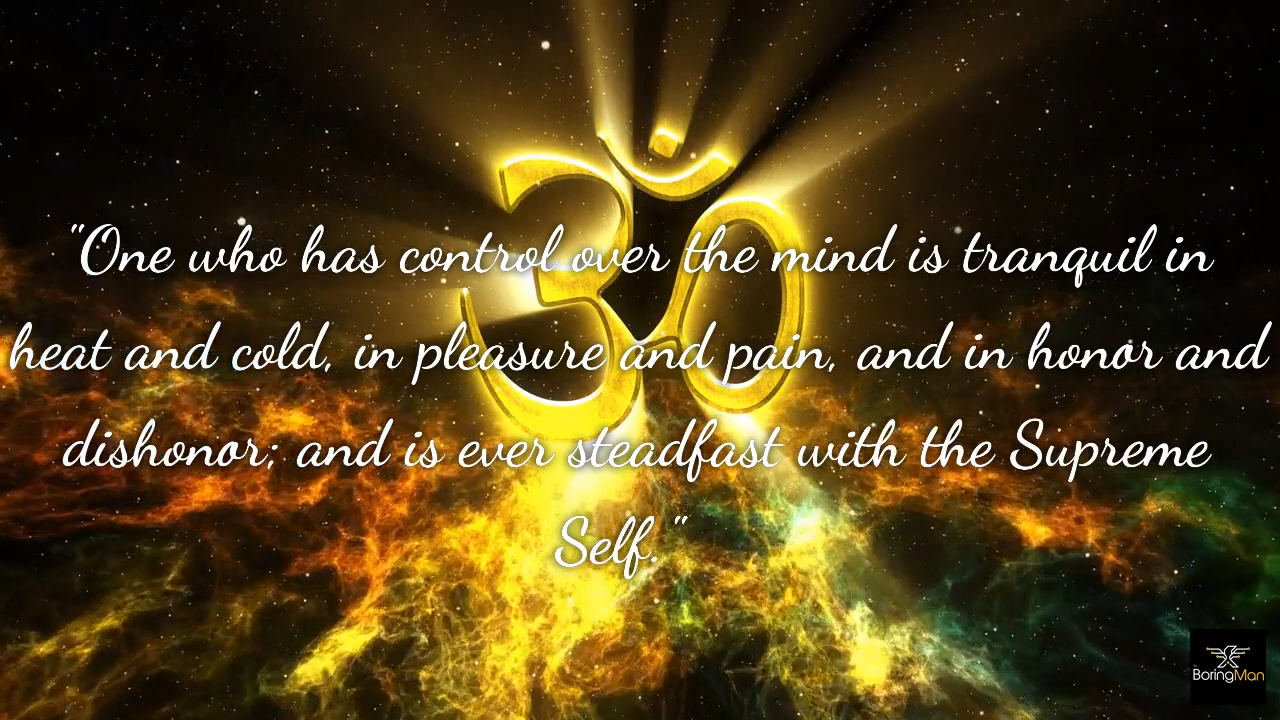 "One who has control over the mind is tranquil in
heat and cold, in pleasure and pain, and in honor and
dishonor; and is ever steadfast with the Supreme
Self."
ॐ
BoringMan